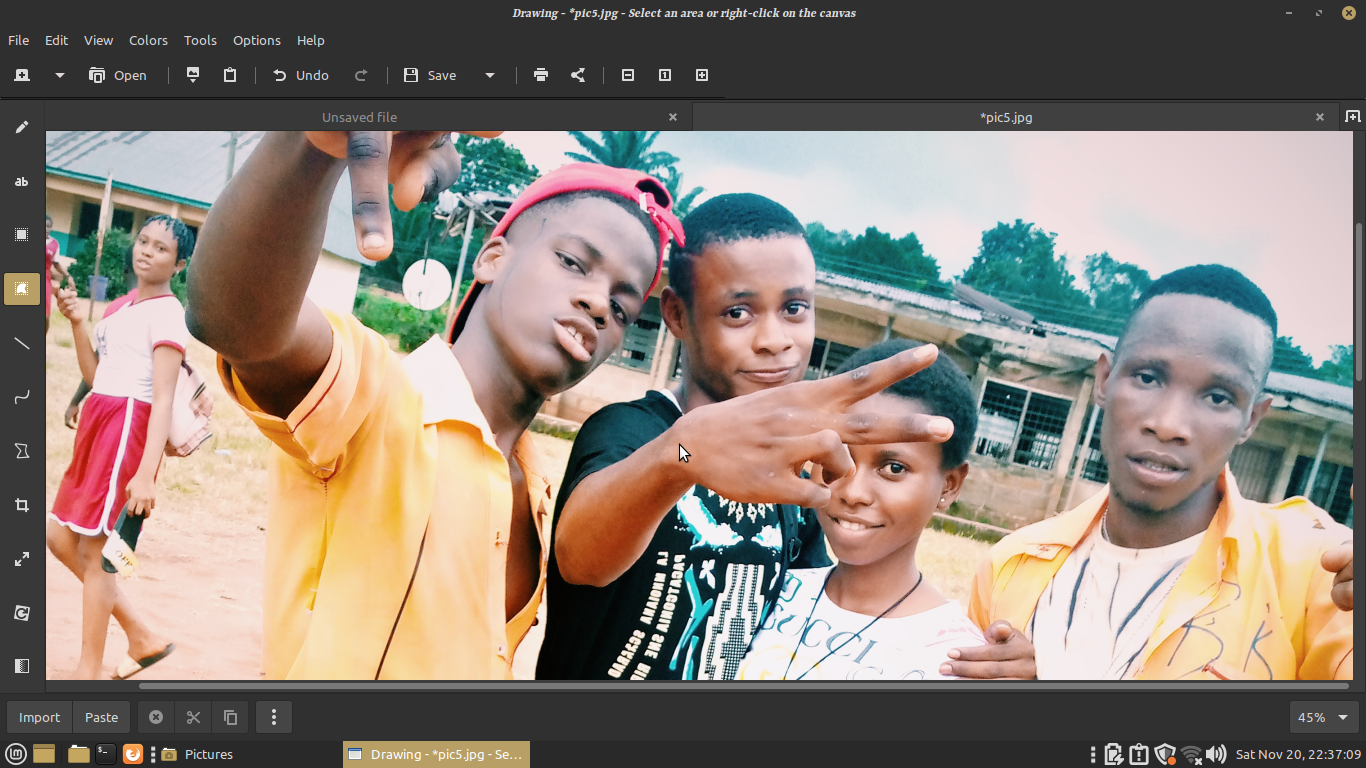 Drawing - *pic5.jpg - Select an area or right-click on the canvas
File Edit View Colors Tools Options Help
Open Undo Save
ab Unsaved file *pic5.jpg
GUCCI
Import Paste 45%
Pictures Drawing - *pic5.jpg - Se... Sat Nov 20, 22:37:09